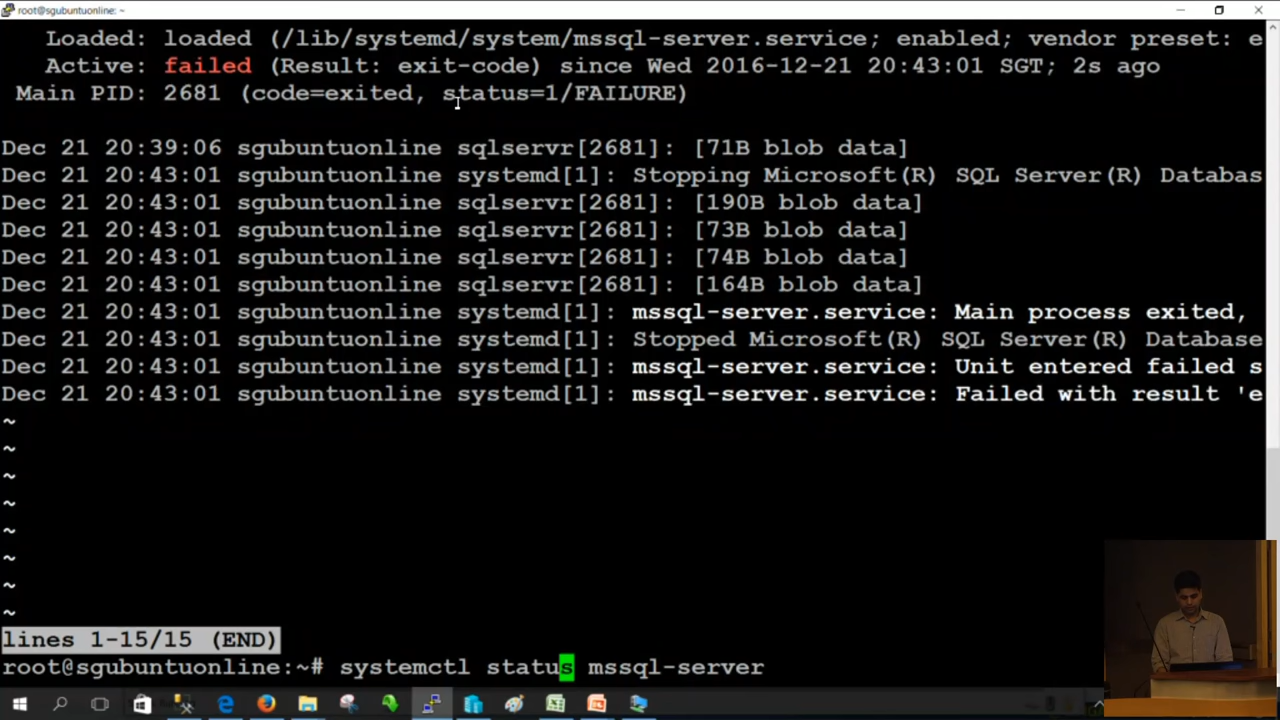 root@sgubuntuonline: ~
Loaded: loaded (/lib/systemd/system/mssql-server.service; enabled; vendor preset: e
Active: failed (Result: exit-code) since Wed 2016-12-21 20:43:01 SGT; 2s ago
Main PID: 2681 (code=exited, status=1/FAILURE)
Dec 21 20:39:06 sgubuntuonline sqlservr[2681]: [71B blob data]
Dec 21 20:43:01 sgubuntuonline systemd[1]: Stopping Microsoft(R) SQL Server(R) Databas
Dec 21 20:43:01 sgubuntuonline sqlservr[2681]: [190B blob data]
Dec 21 20:43:01 sgubuntuonline sqlservr[2681]: [73B blob data]
Dec 21 20:43:01 sgubuntuonline sqlservr[2681]: [74B blob data]
Dec 21 20:43:01 sgubuntuonline sqlservr[2681]: [164B blob data]
Dec 21 20:43:01 sgubuntuonline systemd[1]: mssql-server.service: Main process exited,
Dec 21 20:43:01 sgubuntuonline systemd[1]: Stopped Microsoft(R) SQL Server(R) Database
Dec 21 20:43:01 sgubuntuonline systemd[1]: mssql-server.service: Unit entered failed s
Dec 21 20:43:01 sgubuntuonline systemd[1]: mssql-server.service: Failed with result 'e
~
~
~
~
~
~
~
~
lines 1-15/15 (END)
root@sgubuntuonline:~# systemctl status mssql-server